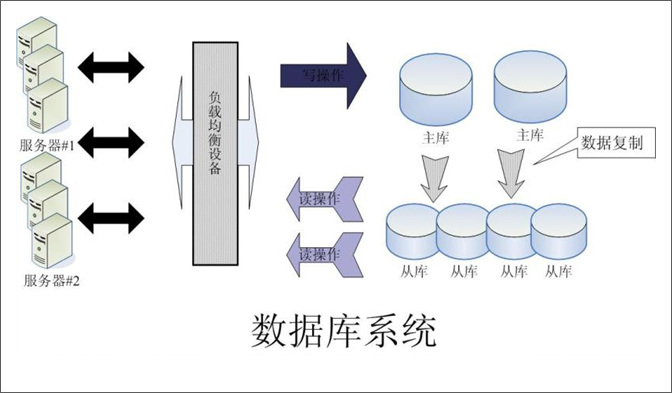 服务器#1
服务器#2
负载均衡设备
写操作
主库
主库
数据复制
读操作
读操作
从库
从库
从库
从库
数据库系统